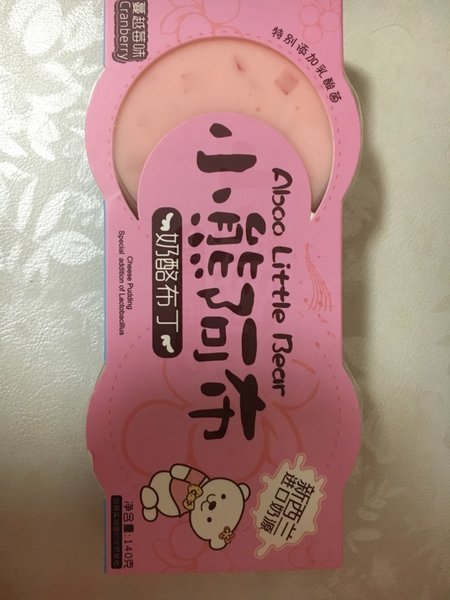 蔓越莓味
Cranberry
特别添加乳酸菌
Aboo Little Bear
小熊阿布
奶酪布丁
Cheese Pudding
Special addition of Lactobacillus
新西兰
进口奶源
净含量:140克